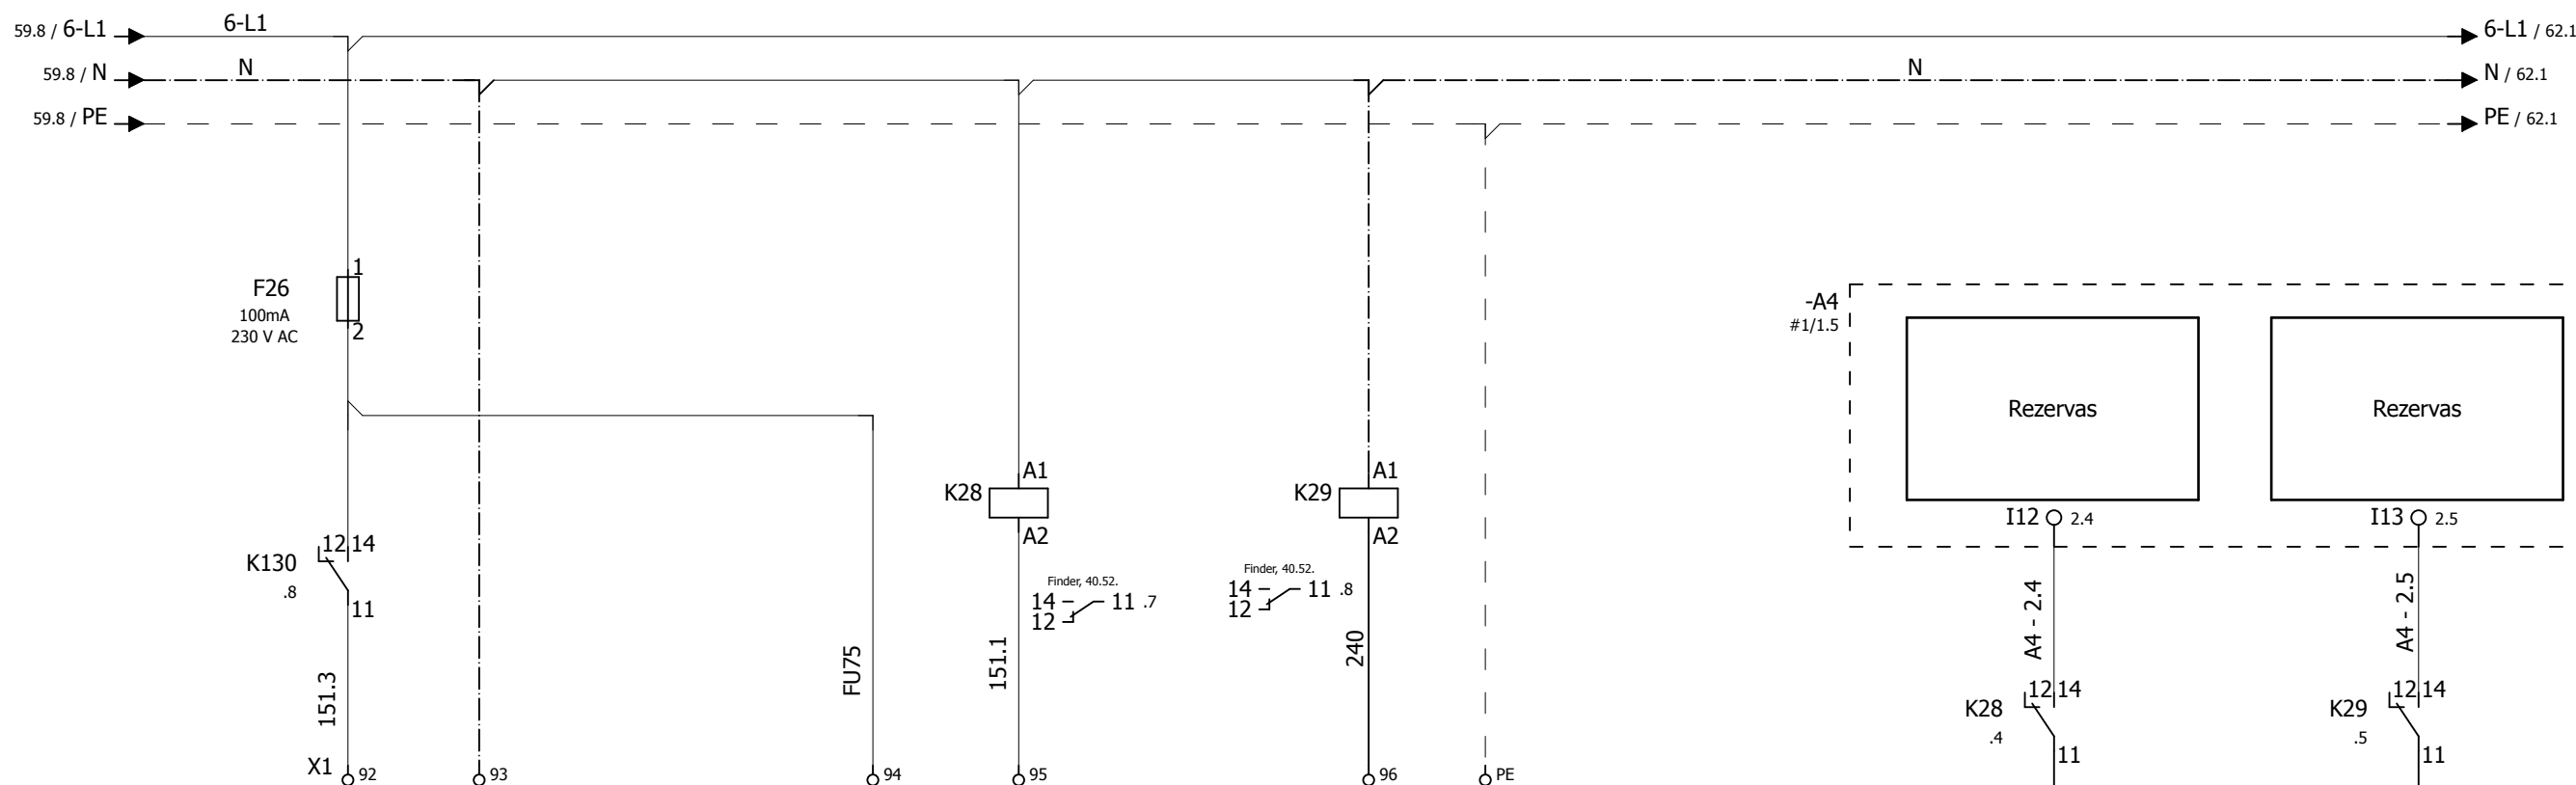 59.8 / 6-L1 6-L1 6-L1 / 62.1
59.8 / N N N N / 62.1
59.8 / PE PE / 62.1
F26 1
100mA
230 V AC 2
-A4
#1/1.5
Rezervas Rezervas
K28 A1
A2
K29 A1
A2
I12 2.4 I13 2.5
K130 12 14
.8
11
Finder, 40.52.
14 11 .7
12
Finder, 40.52.
14 11 .8
12
A4 - 2.4 A4 - 2.5
151.3 FU75 151.1 240
K28 12 14
.4
11
K29 12 14
.5
11
X1 92 93 94 95 96 PE